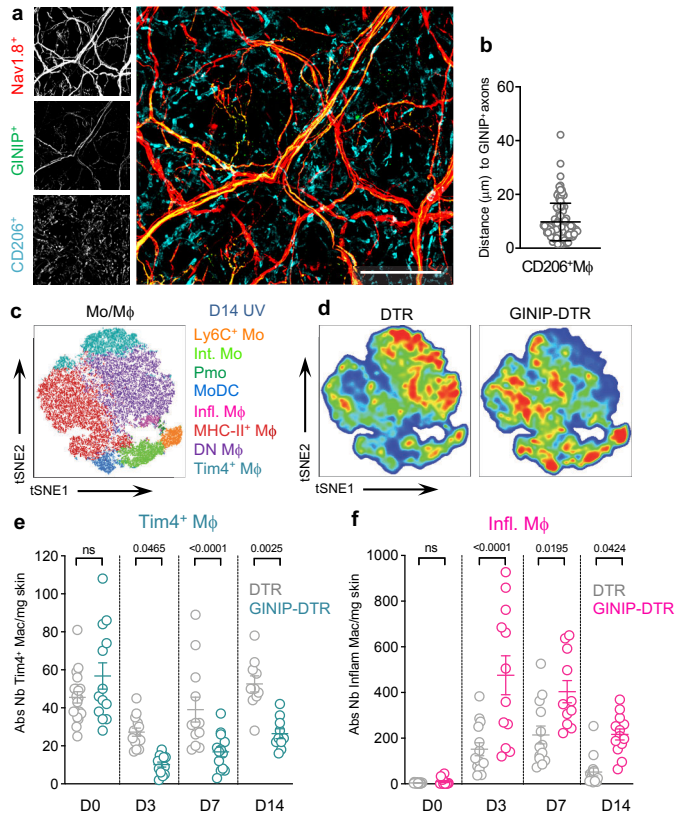 a
Nav1.8⁺
GINIP⁺
CD206⁺
b
Distance (μm) to GINIP⁺axons
60
40
20
0
CD206⁺Mϕ
c
Mo/Mϕ
D14 UV
Ly6C⁺ Mo
Int. Mo
Pmo
MoDC
Infl. Mϕ
MHC-II⁺ Mϕ
DN Mϕ
Tim4⁺ Mϕ
tSNE2
tSNE1
d
DTR
GINIP-DTR
tSNE2
tSNE1
e
Tim4⁺ Mϕ
Abs Nb Tim4⁺ Mac/mg skin
120
100
80
60
40
20
0
ns
0.0465
<0.0001
0.0025
DTR
GINIP-DTR
D0
D3
D7
D14
f
Infl. Mϕ
Abs Nb Inflam Mac/mg skin
1000
800
600
400
200
0
ns
<0.0001
0.0195
0.0424
DTR
GINIP-DTR
D0
D3
D7
D14